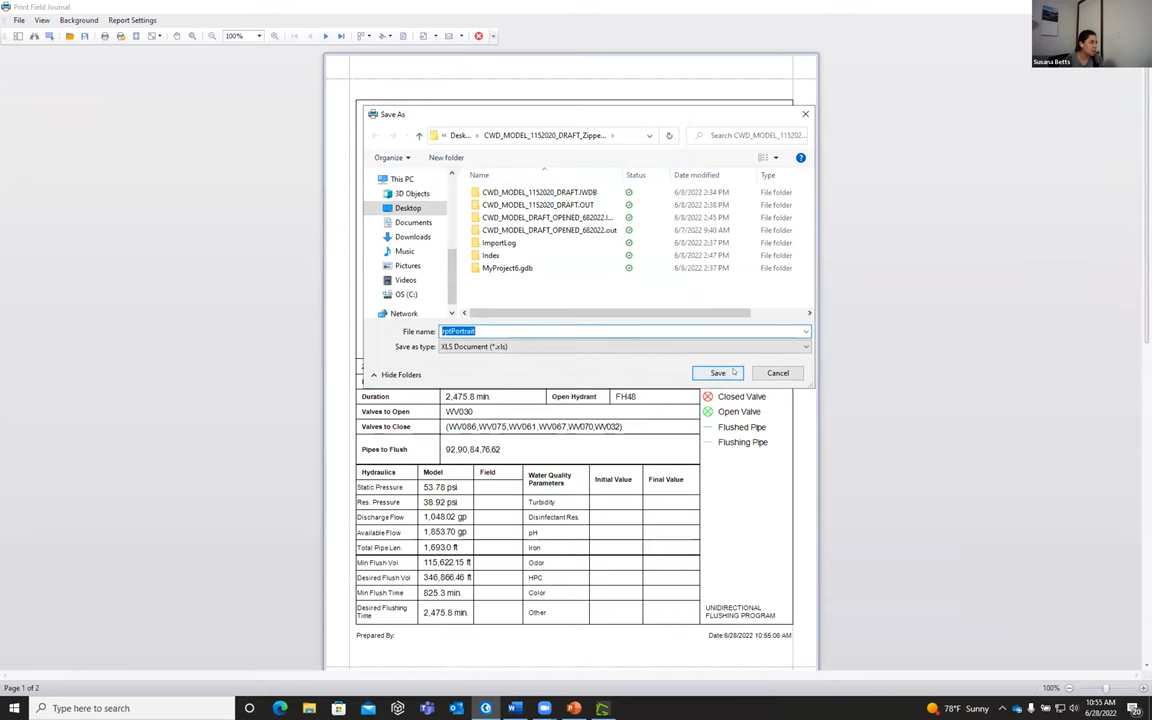 Print Field Journal
File View Background Report Settings
100%
Susana Betts
Save As
« Desk... CWD_MODEL_1152020_DRAFT_Zippe... Search CWD_MODEL_115202...
Organize New folder
Name Status Date modified Type
This PC
3D Objects
Desktop
Documents
Downloads
Music
Pictures
Videos
OS (C:)
Network
CWD_MODEL_1152020_DRAFT.IWDB 6/8/2022 2:34 PM File folder
CWD_MODEL_1152020_DRAFT.OUT 6/8/2022 2:38 PM File folder
CWD_MODEL_DRAFT_OPENED_682022.I... 6/8/2022 2:45 PM File folder
CWD_MODEL_DRAFT_OPENED_682022.out 6/7/2022 9:40 AM File folder
ImportLog 6/8/2022 2:37 PM File folder
Index 6/8/2022 2:47 PM File folder
MyProject6.gdb 6/8/2022 2:37 PM File folder
File name: rptPortrait
Save as type: XLS Document (*.xls)
Hide Folders Save Cancel
Duration 2,475.8 min. Open Hydrant FH48
Valves to Open WV030
Valves to Close (WV086,WV075,WV061,WV067,WV070,WV032)
Pipes to Flush 92,90,84,76,62
Closed Valve
Open Valve
Flushed Pipe
Flushing Pipe
Hydraulics Model Field Water Quality Parameters Initial Value Final Value
Static Pressure 53.78 psi
Res. Pressure 38.92 psi Turbidity
Discharge Flow 1,048.02 gp Disinfectant Res.
Available Flow 1,853.70 gp pH
Total Pipe Len. 1,693.0 ft Iron
Min Flush Vol 115,622.15 ft Odor
Desired Flush Vol 346,866.46 ft HPC
Min Flush Time 825.3 min. Color
Desired Flushing Time 2,475.8 min. Other
UNIDIRECTIONAL
FLUSHING PROGRAM
Prepared By: Date:6/28/2022 10:55:06 AM
Page 1 of 2 100%
Type here to search 78°F Sunny 10:55 AM
6/28/2022 20